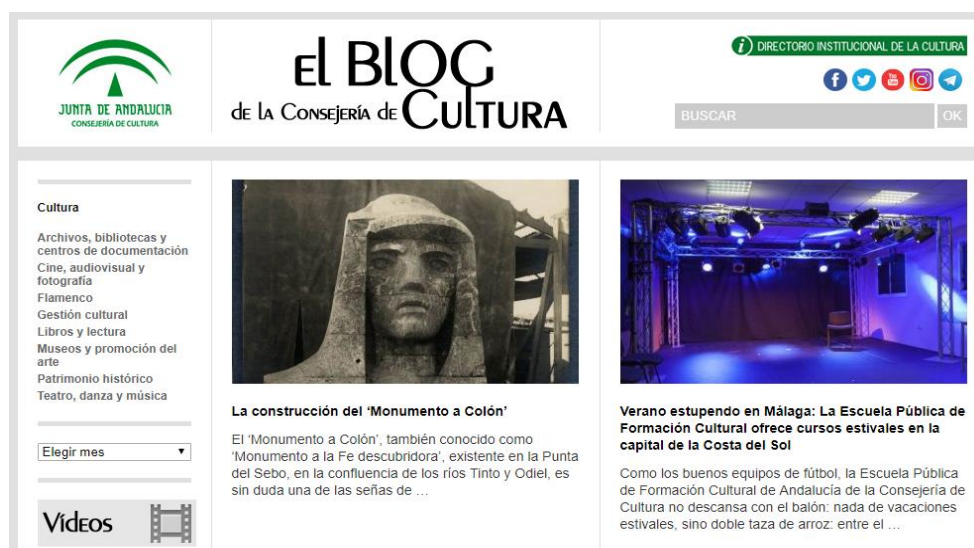 JUNTA DE ANDALUCIA
CONSEJERÍA DE CULTURA
El BLOG
de la Consejería de Cultura
i DIRECTORIO INSTITUCIONAL DE LA CULTURA
BUSCAR OK
Cultura
Archivos, bibliotecas y
centros de documentación
Cine, audiovisual y
fotografía
Flamenco
Gestión cultural
Libros y lectura
Museos y promoción del
arte
Patrimonio histórico
Teatro, danza y música
Elegir mes
Vídeos
La construcción del ‘Monumento a Colón’
El ‘Monumento a Colón’, también conocido como
‘Monumento a la Fe descubridora’, existente en la Punta
del Sebo, en la confluencia de los ríos Tinto y Odiel, es
sin duda una de las señas de …
Verano estupendo en Málaga: La Escuela Pública de
Formación Cultural ofrece cursos estivales en la
capital de la Costa del Sol
Como los buenos equipos de fútbol, la Escuela Pública
de Formación Cultural de Andalucía de la Consejería de
Cultura no descansa con el balón: nada de vacaciones
estivales, sino doble taza de arroz: entre el …